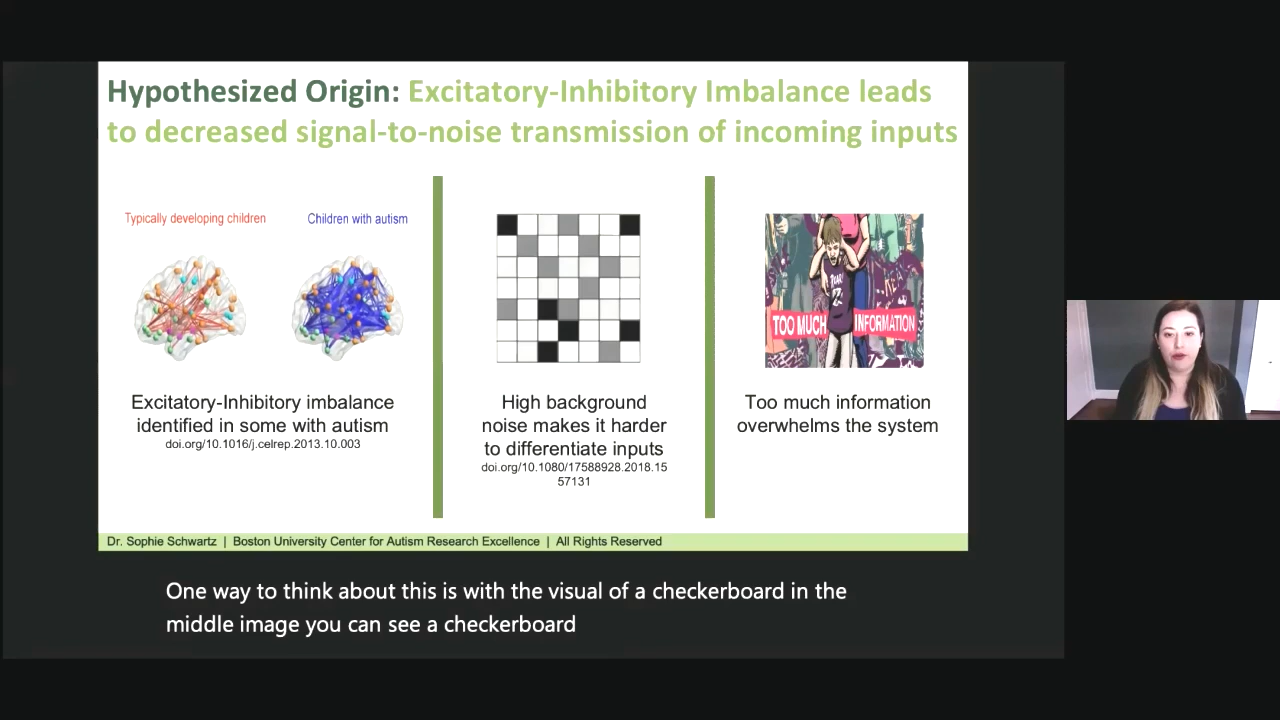 Hypothesized Origin: Excitatory-Inhibitory Imbalance leads
to decreased signal-to-noise transmission of incoming inputs
Typically developing children
Children with autism
Excitatory-Inhibitory imbalance
identified in some with autism
doi.org/10.1016/j.celrep.2013.10.003
High background
noise makes it harder
to differentiate inputs
doi.org/10.1080/17588928.2018.15
57131
TOO MUCH INFORMATION
Too much information
overwhelms the system
Dr. Sophie Schwartz | Boston University Center for Autism Research Excellence | All Rights Reserved
One way to think about this is with the visual of a checkerboard in the
middle image you can see a checkerboard